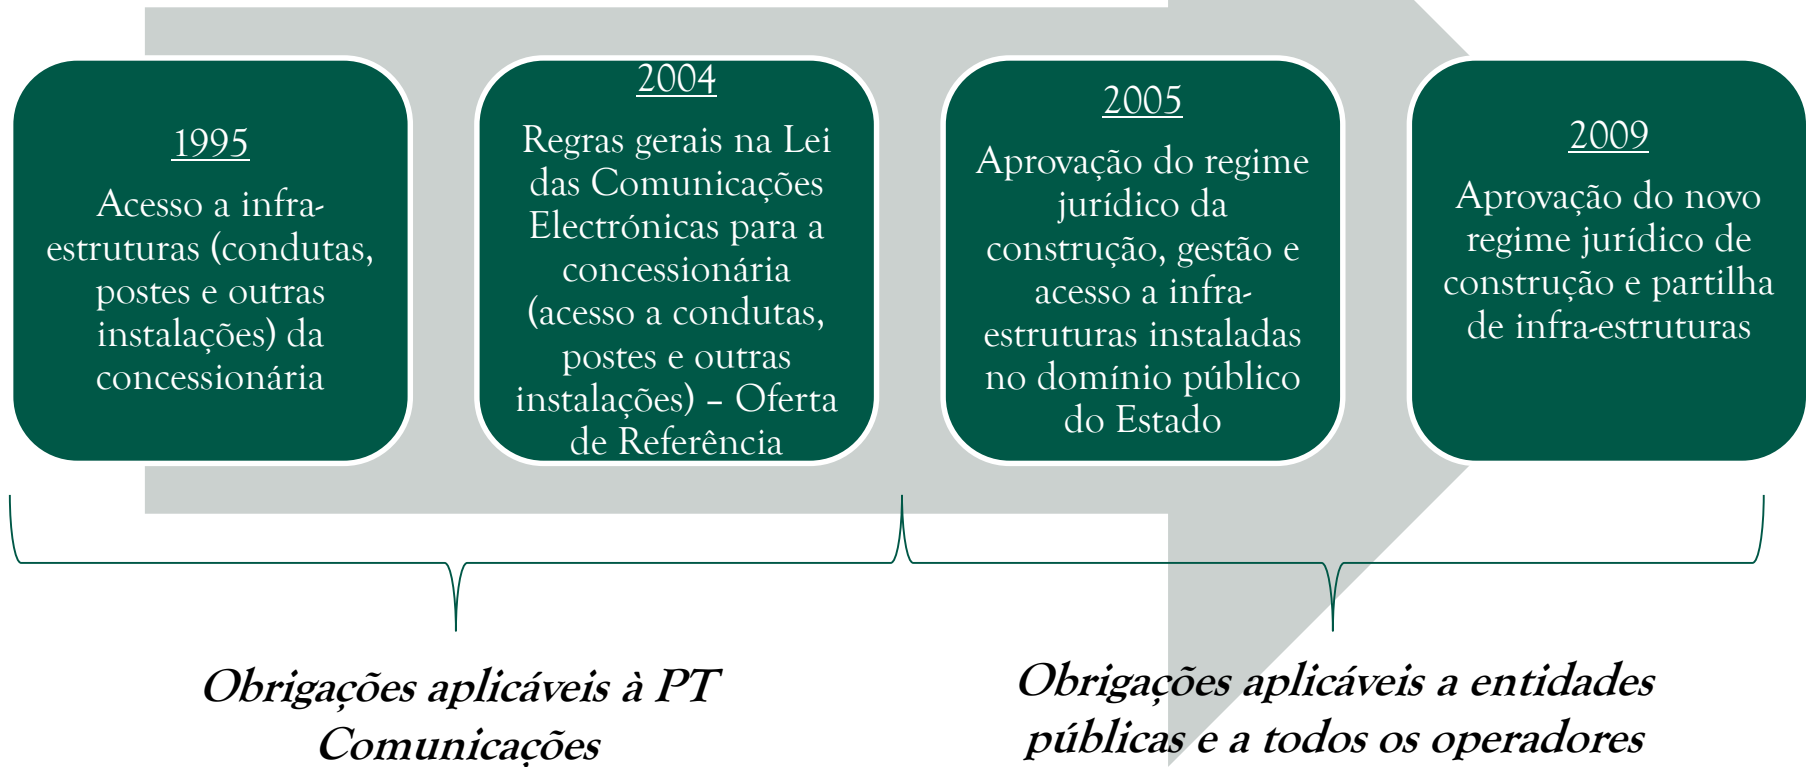 1995
Acesso a infra-
estruturas (condutas,
postes e outras
instalações) da
concessionária
2004
Regras gerais na Lei
das Comunicações
Electrónicas para a
concessionária
(acesso a condutas,
postes e outras
instalações) – Oferta
de Referência
2005
Aprovação do regime
jurídico da
construção, gestão e
acesso a infra-
estruturas instaladas
no domínio público
do Estado
2009
Aprovação do novo
regime jurídico de
construção e partilha
de infra-estruturas
Obrigações aplicáveis à PT
Comunicações
Obrigações aplicáveis a entidades
públicas e a todos os operadores